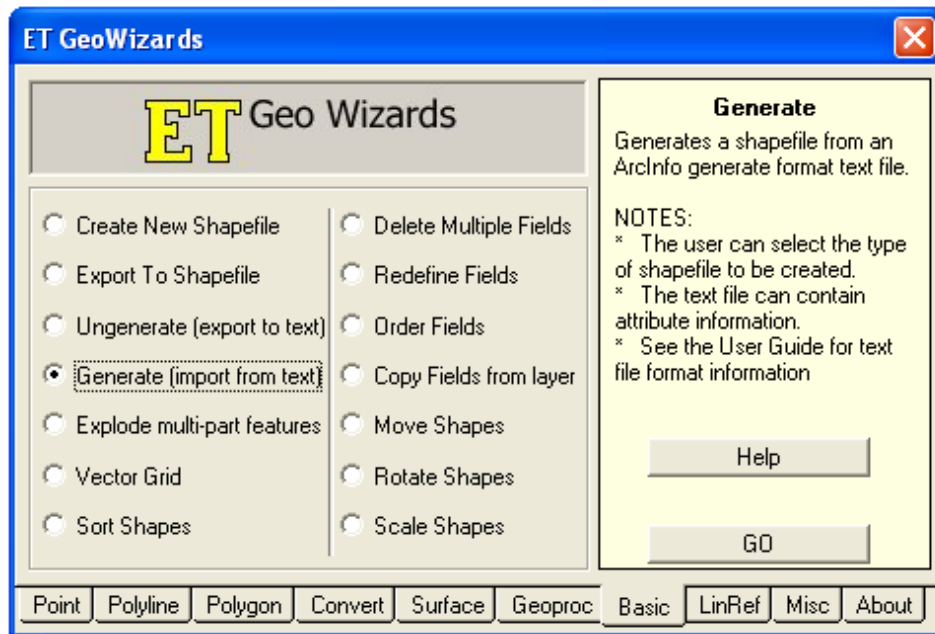 ET GeoWizards
ET Geo Wizards
Create New Shapefile
Export To Shapefile
Ungenerate (export to text)
Generate (import from text)
Explode multi-part features
Vector Grid
Sort Shapes
Delete Multiple Fields
Redefine Fields
Order Fields
Copy Fields from layer
Move Shapes
Rotate Shapes
Scale Shapes
Generate
Generates a shapefile from an
ArcInfo generate format text file.
NOTES:
* The user can select the type
of shapefile to be created.
* The text file can contain
attribute information.
* See the User Guide for text
file format information
Help
GO
Point Polyline Polygon Convert Surface Geoproc Basic LinRef Misc About